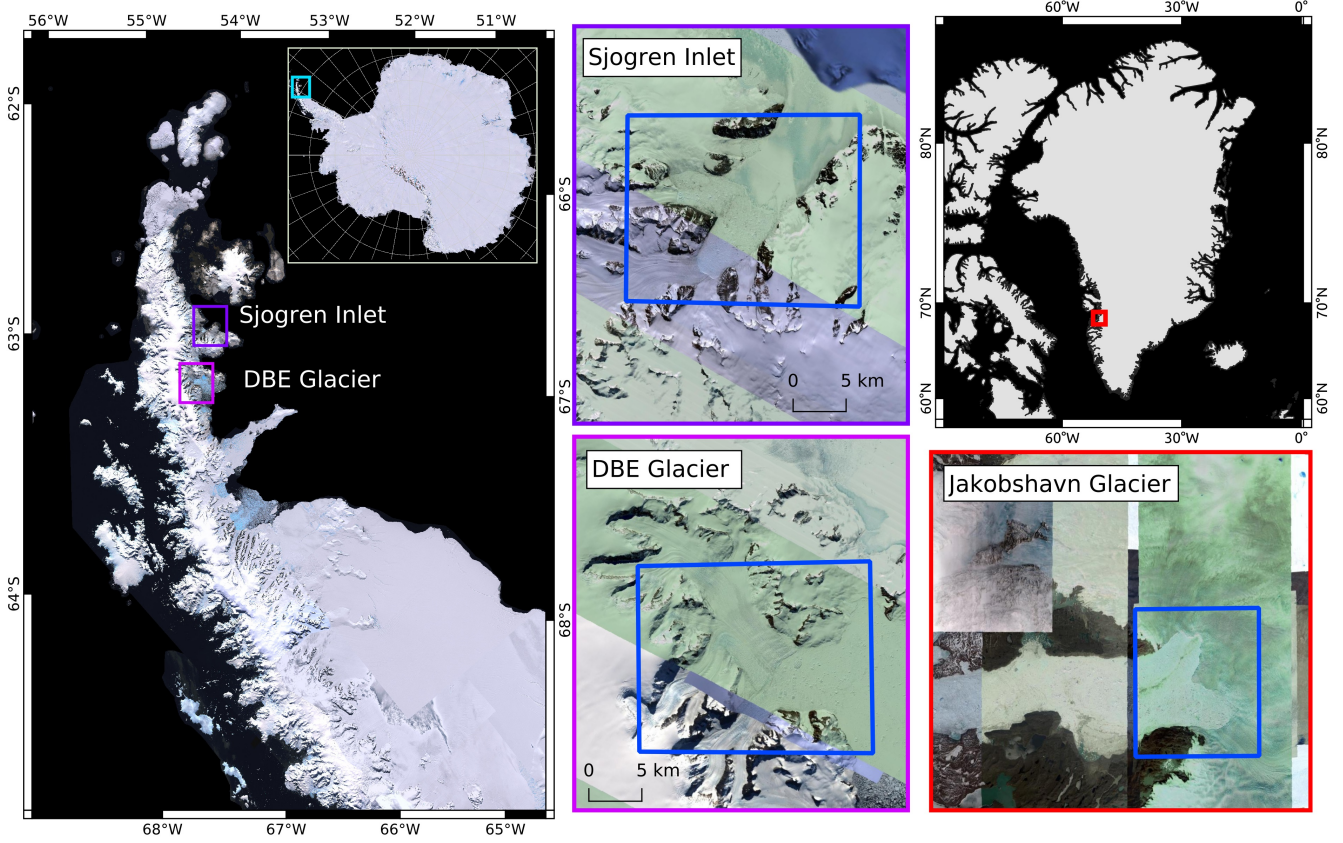 56°W 55°W 54°W 53°W 52°W 51°W
62°S
63°S
64°S
66°S
67°S
68°S
68°W 67°W 66°W 65°W
Sjogren Inlet
DBE Glacier
Sjogren Inlet
0 5 km
DBE Glacier
0 5 km
60°W 30°W 0°
80°N 80°N
70°N 70°N
60°N 60°N
60°W 30°W 0°
Jakobshavn Glacier